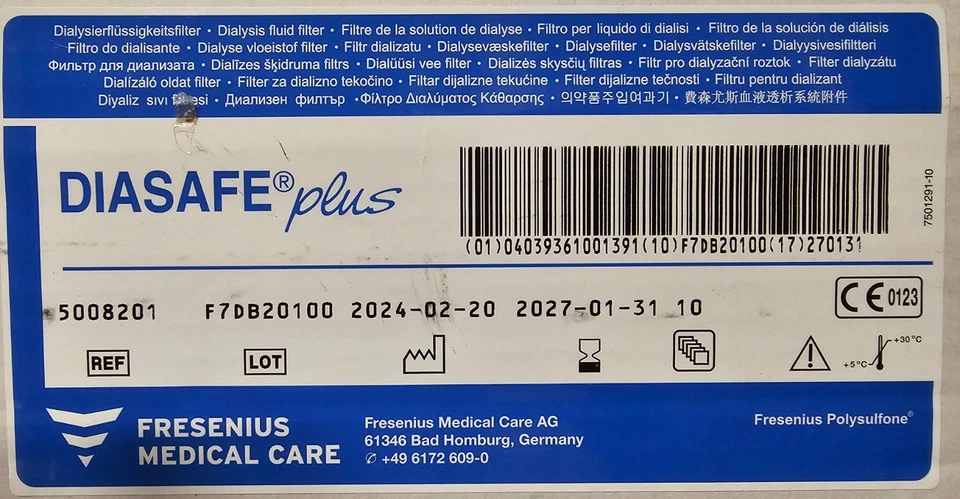 Dialysierflüssigkeitsfilter · Dialysis fluid filter · Filtre de la solution de dialyse · Filtro per liquido di dialisi · Filtro de la solución de diálisis
Filtro do dialisante · Dialyse vloeistof filter · Filtr dializatu · Dialysevæskefilter · Dialysefilter · Dialysvätskefilter · Dialyysivesifiltteri
Фильтр для диализата · Dialīzes šķidruma filtrs · Dialüüsi vee filter · Dializės skysčių filtras · Filtr pro dialyzační roztok · Filter dialyzátu
Dializáló oldat filter · Filter za dializno tekočino · Filtar dijalizne tekućine · Filter dijalizne tečnosti · Filtru pentru dializant
Diyaliz sıvı · Диализен филтър ·Φίλτρο Διαλύματος Κάθαρσης · 의약품주입여과기 · 費森尤斯血液透析系統附件
DIASAFE® plus
(01)04039361001391(10)F7DB20100(17)270131
7501291-10
5008201 F7DB20100 2024-02-20 2027-01-31 10
CE 0123
REF LOT
+5°C +30°C
FRESENIUS
MEDICAL CARE
Fresenius Medical Care AG
61346 Bad Homburg, Germany
✆ +49 6172 609-0
Fresenius Polysulfone®